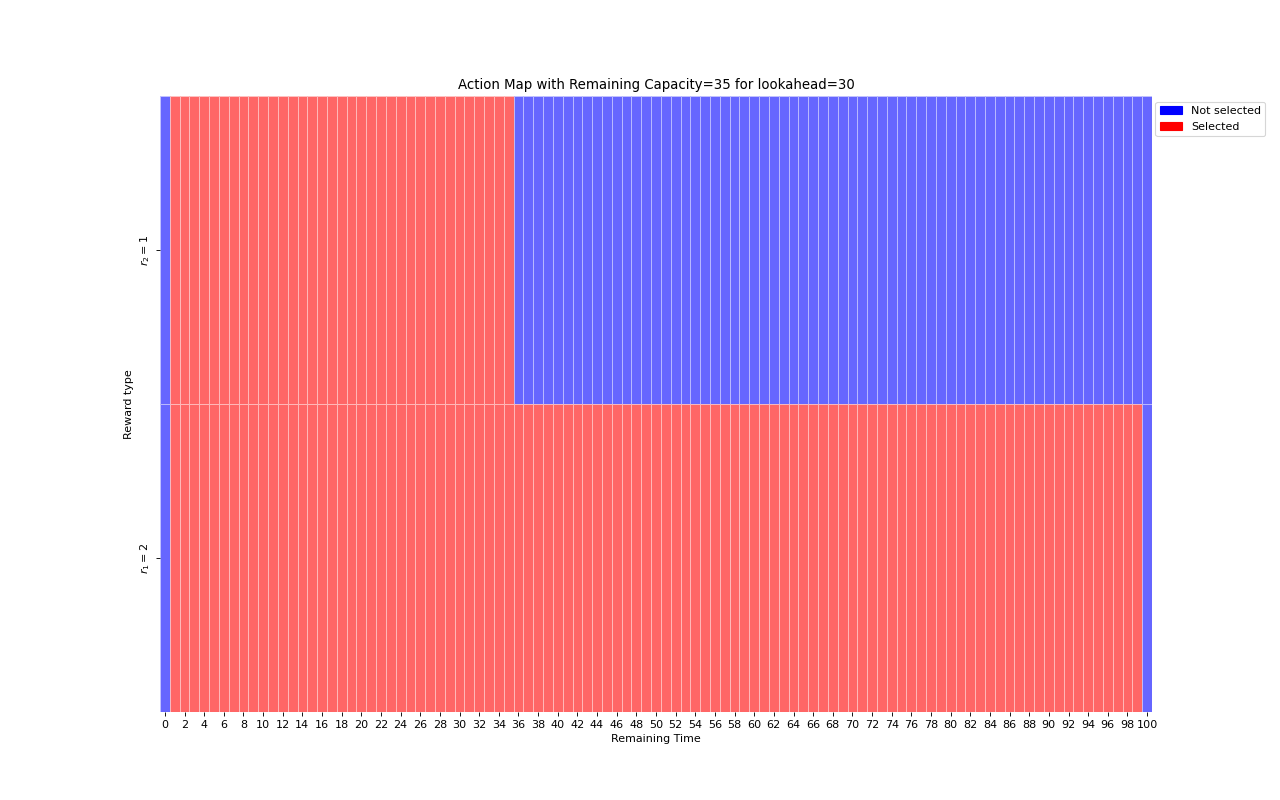 Action Map with Remaining Capacity=35 for lookahead=30
Not selected
Selected
r₂ = 1
Reward type
r₁ = 2
0 2 4 6 8 10 12 14 16 18 20 22 24 26 28 30 32 34 36 38 40 42 44 46 48 50 52 54 56 58 60 62 64 66 68 70 72 74 76 78 80 82 84 86 88 90 92 94 96 98 100
Remaining Time